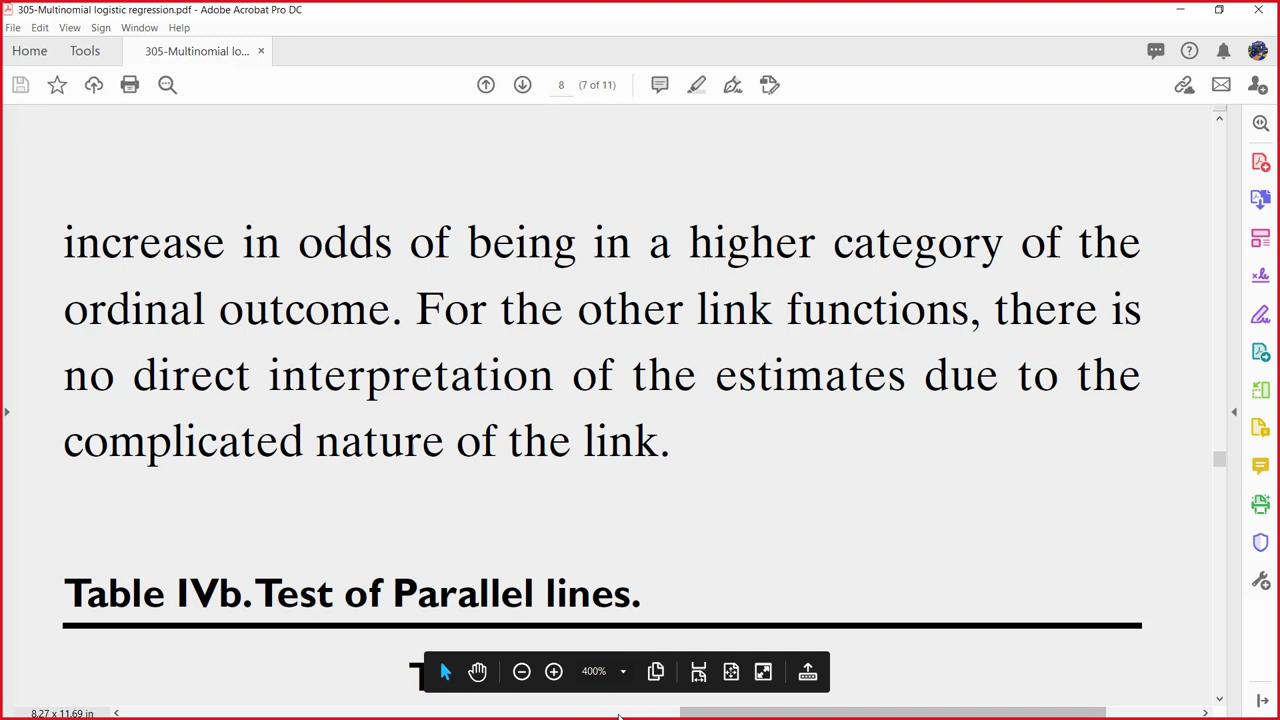 305-Multinomial logistic regression.pdf - Adobe Acrobat Pro DC
File Edit View Sign Window Help
Home Tools 305-Multinomial lo... ×
8 (7 of 11)
increase in odds of being in a higher category of the
ordinal outcome. For the other link functions, there is
no direct interpretation of the estimates due to the
complicated nature of the link.
Table IVb. Test of Parallel lines.
400%
8.27 x 11.69 in